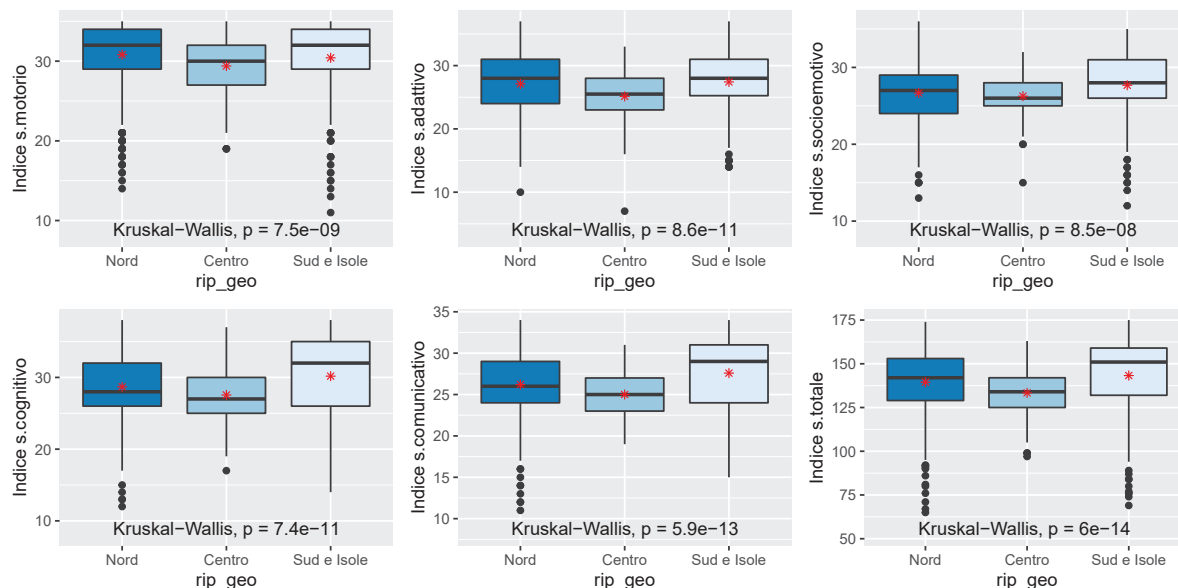 Indice s.motorio
30
20
10
Kruskal−Wallis, p = 7.5e−09
Nord Centro Sud e Isole
rip_geo
Indice s.adattivo
30
20
10
Kruskal−Wallis, p = 8.6e−11
Nord Centro Sud e Isole
rip_geo
Indice s.socioemotivo
30
20
10
Kruskal−Wallis, p = 8.5e−08
Nord Centro Sud e Isole
rip_geo
Indice s.cognitivo
30
20
10
Kruskal−Wallis, p = 7.4e−11
Nord Centro Sud e Isole
rip_geo
Indice s.comunicativo
35
30
25
20
15
10
Kruskal−Wallis, p = 5.9e−13
Nord Centro Sud e Isole
rip_geo
Indice s.totale
175
150
125
100
75
50
Kruskal−Wallis, p = 6e−14
Nord Centro Sud e Isole
rip_geo